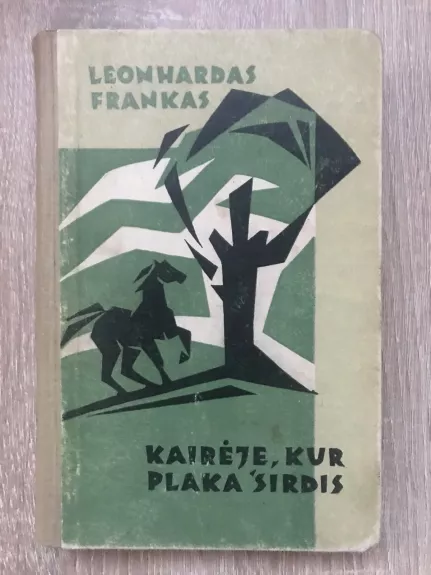 LEONHARDAS
FRANKAS
KAIRĖJE, KUR
PLAKA ŠIRDIS